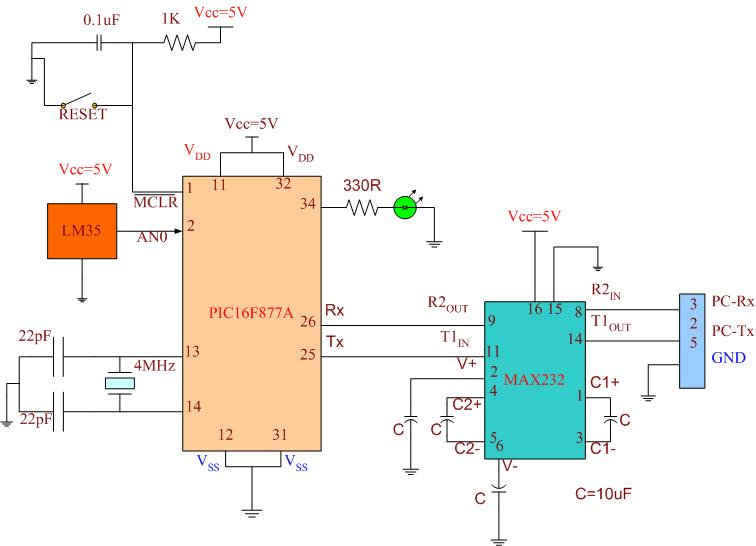 0.1uF
1K
Vcc=5V
RESET
Vcc=5V
VDD
VDD
11
32
Vcc=5V
1
MCLR
LM35
2
AN0
34
330R
PIC16F877A
Rx
26
Tx
25
22pF
13
4MHz
22pF
14
12
31
VSS
VSS
Vcc=5V
16
15
R2IN
R2OUT
8
9
T1OUT
T1IN
14
11
V+
2
MAX232
4
C2+
C1+
1
C
C
C
5
C2-
3
C1-
6
V-
C
C=10uF
3
PC-Rx
2
PC-Tx
5
GND